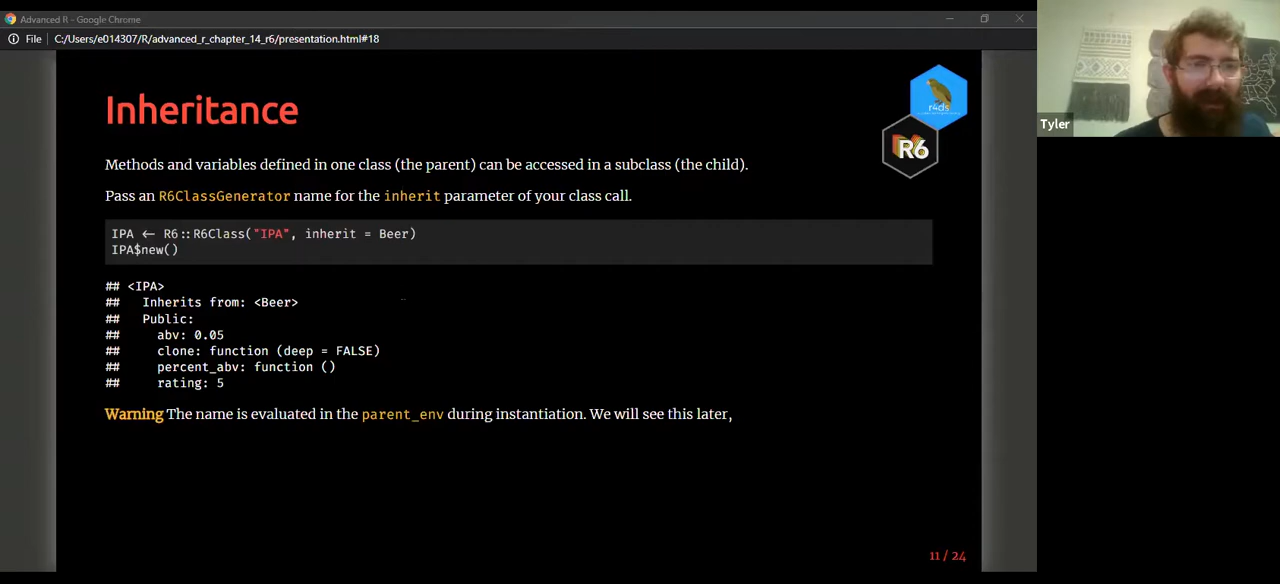 Advanced R - Google Chrome
File
C:/Users/e014307/R/advanced_r_chapter_14_r6/presentation.html#18
Inheritance
r4ds
R6
Tyler
Methods and variables defined in one class (the parent) can be accessed in a subclass (the child).
Pass an R6ClassGenerator name for the inherit parameter of your class call.
IPA <- R6::R6Class("IPA", inherit = Beer)
IPA$new()
## <IPA>
##   Inherits from: <Beer>
##   Public:
##     abv: 0.05
##     clone: function (deep = FALSE)
##     percent_abv: function ()
##     rating: 5
Warning The name is evaluated in the parent_env during instantiation. We will see this later,
11 / 24